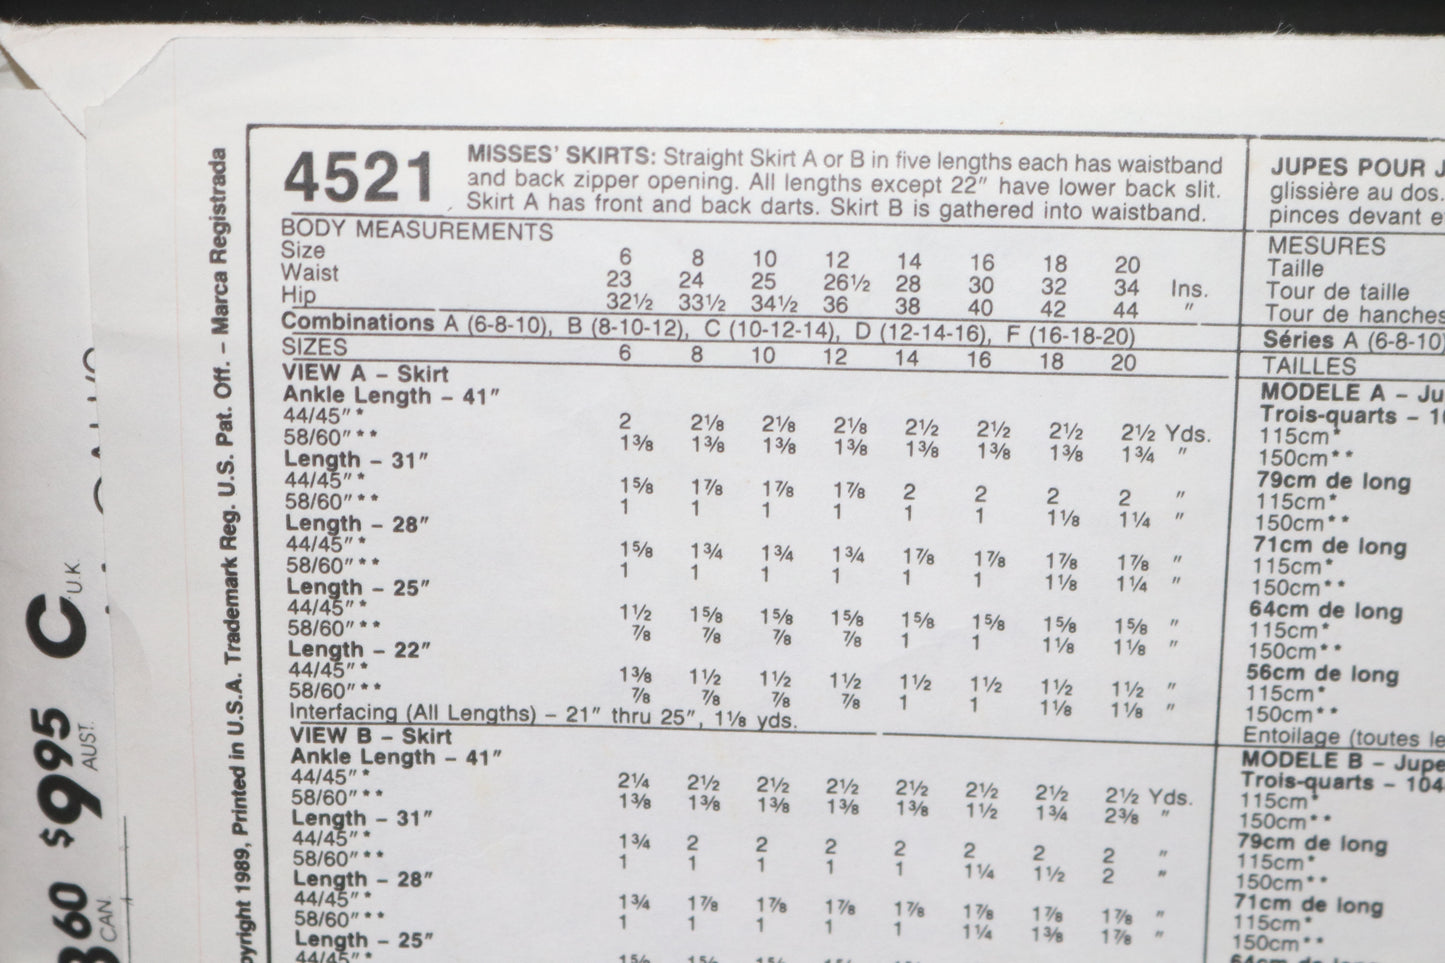 4521
MISSES' SKIRTS: Straight Skirt A or B in five lengths each has waistband
and back zipper opening. All lengths except 22" have lower back slit.
Skirt A has front and back darts. Skirt B is gathered into waistband.
BODY MEASUREMENTS
Size 6 8 10 12 14 16 18 20
Waist 23 24 25 26½ 28 30 32 34 Ins.
Hip 32½ 33½ 34½ 36 38 40 42 44 "
Combinations A (6-8-10), B (8-10-12), C (10-12-14), D (12-14-16), F (16-18-20)
SIZES 6 8 10 12 14 16 18 20
VIEW A – Skirt
Ankle Length – 41"
44/45"* 2 2⅛ 2⅛ 2⅛ 2½ 2½ 2½ 2½ Yds.
58/60"** 1⅜ 1⅜ 1⅜ 1⅜ 1⅜ 1⅜ 1⅜ 1¾ "
Length – 31"
44/45"* 1⅝ 1⅞ 1⅞ 1⅞ 2 2 2 2 "
58/60"** 1 1 1 1 1 1 1⅛ 1¼ "
Length – 28"
44/45"* 1⅝ 1¾ 1¾ 1¾ 1⅞ 1⅞ 1⅞ 1⅞ "
58/60"** 1 1 1 1 1 1 1⅛ 1¼ "
Length – 25"
44/45"* 1½ 1⅝ 1⅝ 1⅝ 1⅝ 1⅝ 1⅝ 1⅝ "
58/60"** ⅞ ⅞ ⅞ ⅞ 1 1 1⅛ 1⅛ "
Length – 22"
44/45"* 1⅜ 1½ 1½ 1½ 1½ 1½ 1½ 1½ "
58/60"** ⅞ ⅞ ⅞ ⅞ 1 1 1⅛ 1⅛ "
Interfacing (All Lengths) – 21" thru 25", 1⅛ yds.
VIEW B – Skirt
Ankle Length – 41"
44/45"* 2¼ 2½ 2½ 2½ 2½ 2½ 2½ 2½ Yds.
58/60"** 1⅜ 1⅜ 1⅜ 1⅜ 1⅜ 1½ 1¾ 2⅜ "
Length – 31"
44/45"* 1¾ 2 2 2 2 2 2 2 "
58/60"** 1 1 1 1 1 1¼ 1½ 2 "
Length – 28"
44/45"* 1¾ 1⅞ 1⅞ 1⅞ 1⅞ 1⅞ 1⅞ 1⅞ "
58/60"** 1 1 1 1 1 1¼ 1⅜ 1⅞ "
Length – 25"
44/45"* 1⅝ 1⅝ 1⅝
JUPES POUR J
glissière au dos.
pinces devant e
MESURES
Taille
Tour de taille
Tour de hanches
Séries A (6-8-10)
TAILLES
MODELE A – Ju
Trois-quarts – 1
115cm*
150cm**
79cm de long
115cm*
150cm**
71cm de long
115cm*
150cm**
64cm de long
115cm*
150cm**
56cm de long
115cm*
150cm**
Entoilage (toutes le
MODELE B – Jupe
Trois-quarts – 104
115cm*
150cm**
79cm de long
115cm*
150cm**
71cm de long
115cm*
150cm**
64cm de long
pyright 1989, Printed in U.S.A. Trademark Reg. U.S. Pat. Off. – Marca Registrada
C U.K.
$995 AUST.
60 CAN.